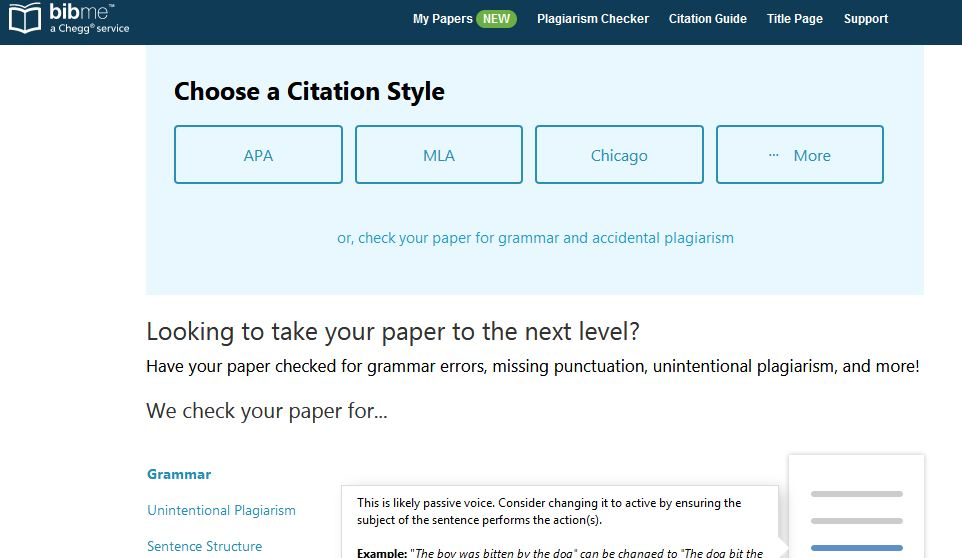 bibme™
a Chegg® service
My Papers NEW Plagiarism Checker Citation Guide Title Page Support
Choose a Citation Style
APA MLA Chicago ··· More
or, check your paper for grammar and accidental plagiarism
Looking to take your paper to the next level?
Have your paper checked for grammar errors, missing punctuation, unintentional plagiarism, and more!
We check your paper for...
Grammar
Unintentional Plagiarism
Sentence Structure
This is likely passive voice. Consider changing it to active by ensuring the
subject of the sentence performs the action(s).
Example: "The boy was bitten by the dog" can be changed to "The dog bit the